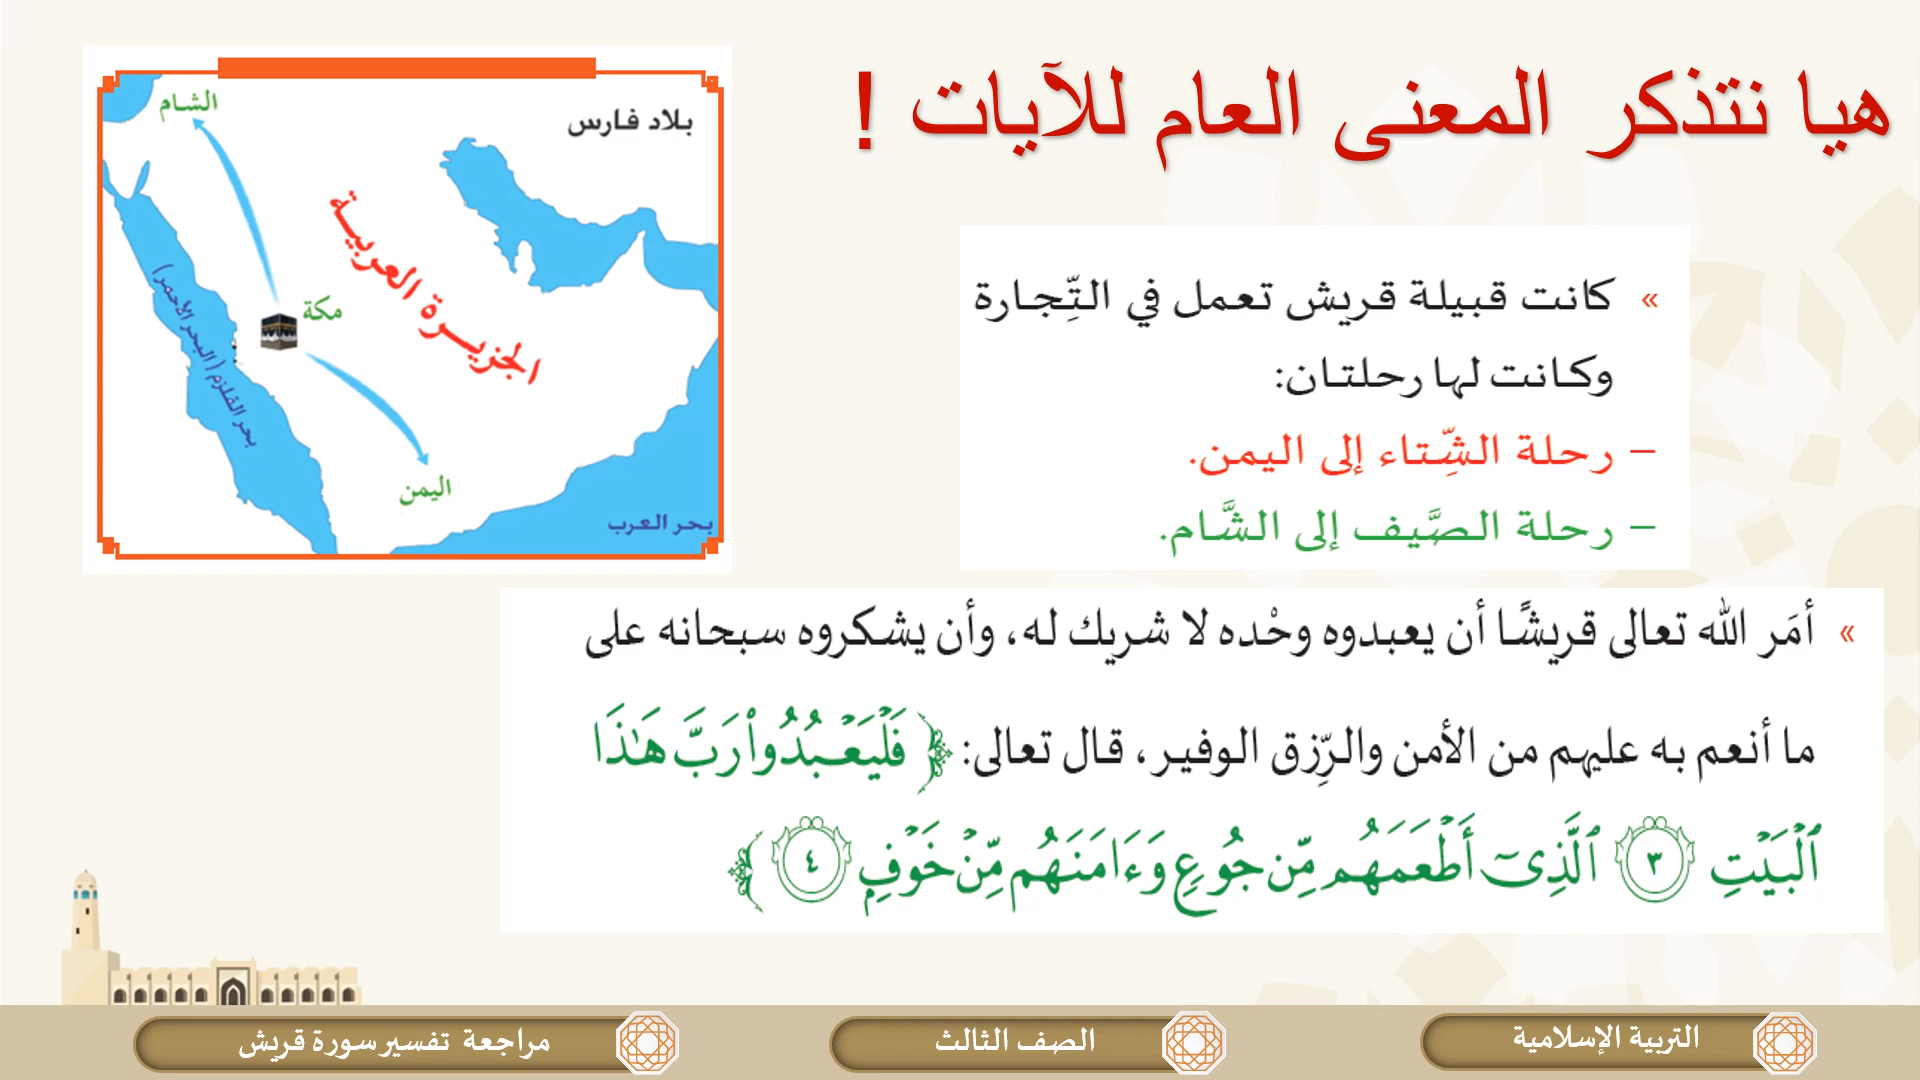 هيا نتذكر المعنى العام للآيات !
الشام
بلاد فارس
الجزيـرة العربيـة
مكة
بحر القلزم (البحر الأحمر)
اليمن
بحر العرب
» كانت قبيلة قريش تعمل في التِّجارة
وكانت لها رحلتان:
– رحلة الشِّتاء إلى اليمن.
– رحلة الصَّيف إلى الشَّام.
» أمَر الله تعالى قريشًا أن يعبدوه وحْده لا شريك له، وأن يشكروه سبحانه على
ما أنعم به عليهم من الأمن والرِّزق الوفير، قال تعالى: ﴿فَلۡيَعۡبُدُواْ رَبَّ هَٰذَا
ٱلۡبَيۡتِ ٣ ٱلَّذِيٓ أَطۡعَمَهُم مِّن جُوعٖ وَءَامَنَهُم مِّنۡ خَوۡفِۭ ٤﴾
التربية الإسلامية
الصف الثالث
مراجعة تفسير سورة قريش